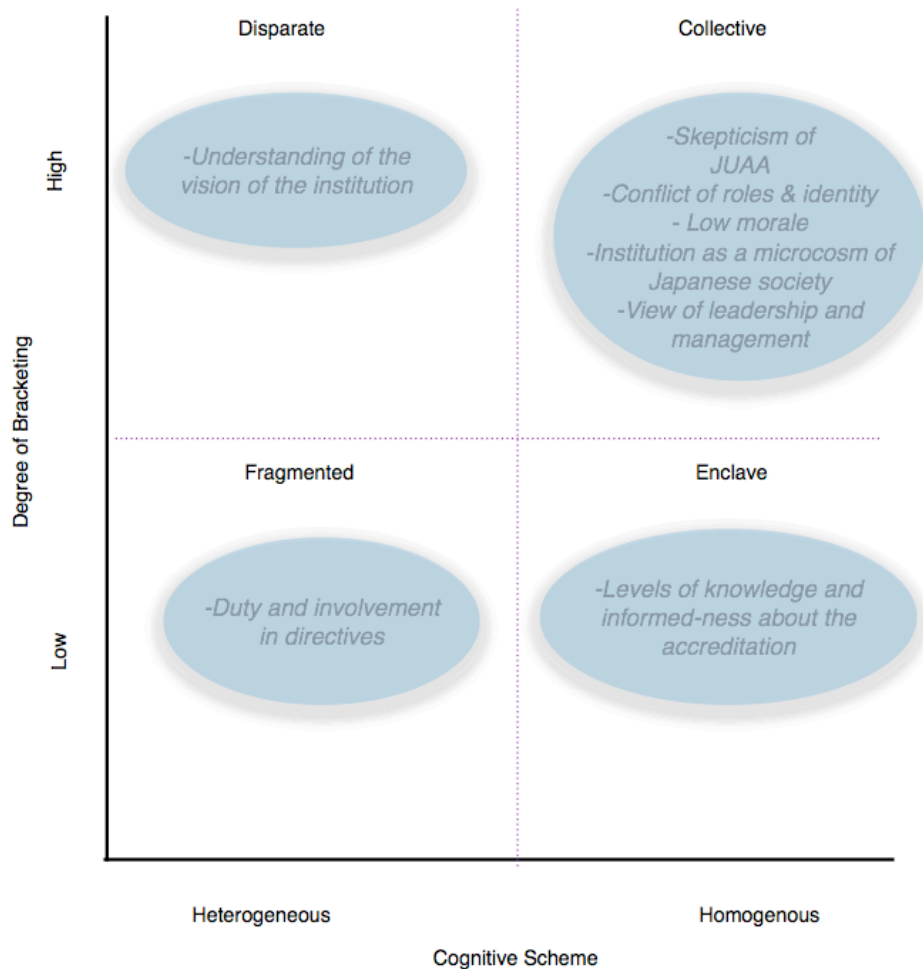 Disparate
Collective
-Understanding of the
vision of the institution
-Skepticism of
JUAA
-Conflict of roles & identity
- Low morale
-Institution as a microcosm of
Japanese society
-View of leadership and
management
High
Degree of Bracketing
Low
Fragmented
Enclave
-Duty and involvement
in directives
-Levels of knowledge and
informed-ness about the
accreditation
Heterogeneous
Homogenous
Cognitive Scheme